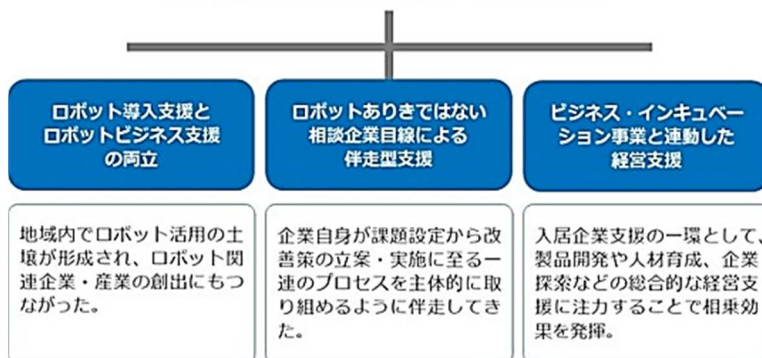 ロボット導入支援と
ロボットビジネス支援
の両立
ロボットありきではない
相談企業目線による
伴走型支援
ビジネス・インキュベー
ション事業と連動した
経営支援
地域内でロボット活用の土
壌が形成され、ロボット関
連企業・産業の創出にもつ
ながった。
企業自身が課題設定から改
善策の立案・実施に至る一
連のプロセスを主体的に取
り組めるように伴走してき
た。
入居企業支援の一環として、
製品開発や人材育成、企業
探索などの総合的な経営支
援に注力することで相乗効
果を発揮。